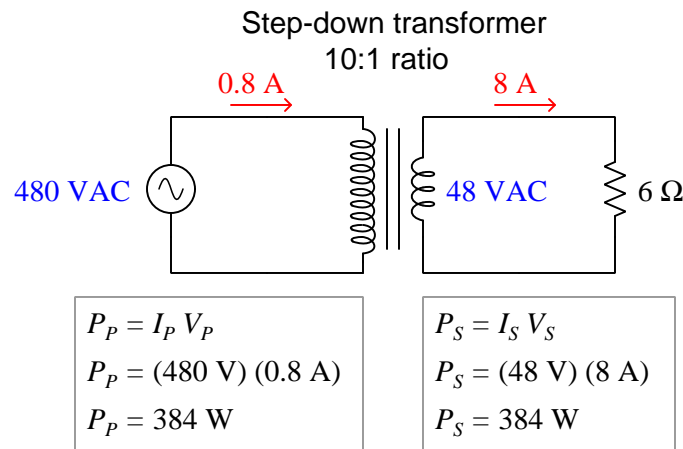 Step-down transformer
10:1 ratio
0.8 A
8 A
480 VAC
48 VAC
6 Ω
P_P = I_P V_P
P_P = (480 V) (0.8 A)
P_P = 384 W
P_S = I_S V_S
P_S = (48 V) (8 A)
P_S = 384 W